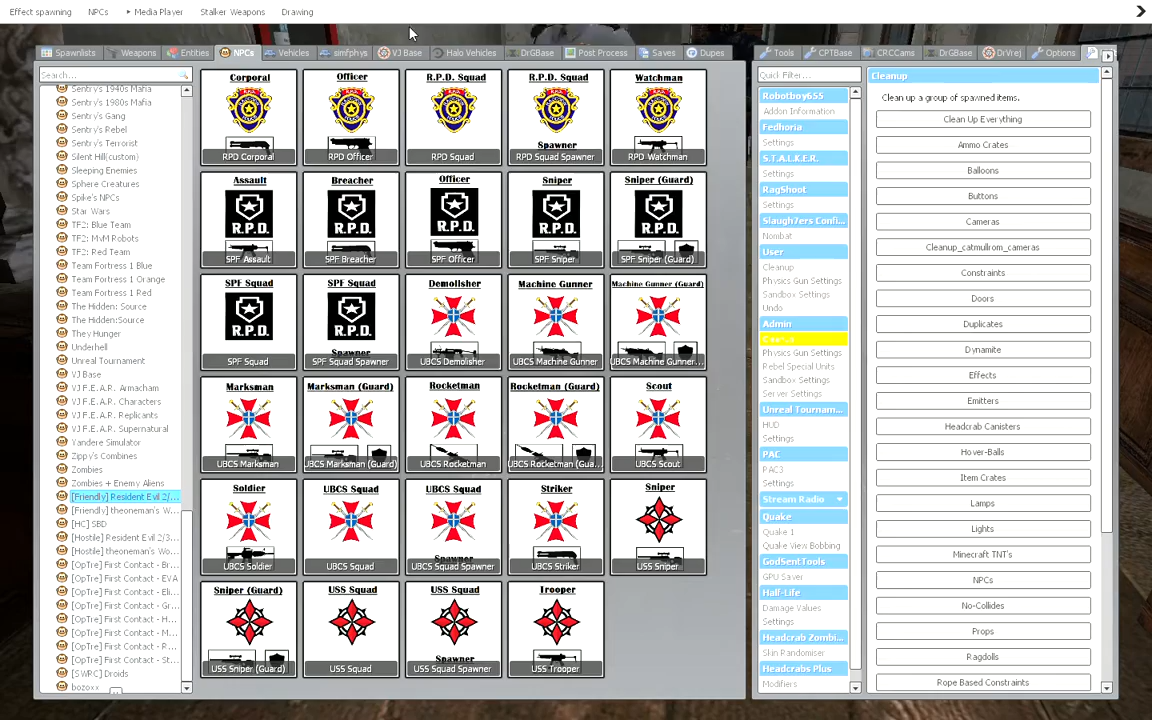 Effect spawning NPCs Media Player Stalker Weapons Drawing
Spawnlists Weapons Entities NPCs Vehicles simfphys VJ Base Halo Vehicles DrGBase Post Process Saves Dupes
Tools CPTBase CRCCams DrGBase DrVrej Options
Search...
Sentry's 1940s Mafia
Sentry's 1980s Mafia
Sentry's Gang
Sentry's Rebel
Sentry's Terrorist
Silent Hill(custom)
Sleeping Enemies
Sphere Creatures
Spike's NPCs
Star Wars
TF2: Blue Team
TF2: MvM Robots
TF2: Red Team
Team Fortress 1 Blue
Team Fortress 1 Orange
Team Fortress 1 Red
The Hidden: Source
The Hidden:Source
They Hunger
Underhell
Unreal Tournament
VJ Base
VJ F.E.A.R. Armacham
VJ F.E.A.R. Characters
VJ F.E.A.R. Replicants
VJ F.E.A.R. Supernatural
Yandere Simulator
Zippy's Combines
Zombies
Zombies + Enemy Aliens
[Friendly] Resident Evil 2/...
[Friendly] theoneman's W...
[HC] SBD
[Hostile] Resident Evil 2/3...
[Hostile] theoneman's Wo...
[OpTre] First Contact - Br...
[OpTre] First Contact - EVA
[OpTre] First Contact - Eli...
[OpTre] First Contact - Gr...
[OpTre] First Contact - H...
[OpTre] First Contact - M...
[OpTre] First Contact - R...
[OpTre] First Contact - St...
[SWRC] Droids
bozoxx
Corporal
RPD Corporal
Officer
RPD Officer
R.P.D. Squad
RPD Squad
R.P.D. Squad
Spawner
RPD Squad Spawner
Watchman
RPD Watchman
Assault
R.P.D.
SPF Assault
Breacher
R.P.D.
SPF Breacher
Officer
R.P.D.
SPF Officer
Sniper
R.P.D.
SPF Sniper
Sniper (Guard)
R.P.D.
SPF Sniper (Guard)
SPF Squad
R.P.D.
SPF Squad
SPF Squad
R.P.D.
Spawner
SPF Squad Spawner
Demolisher
UBCS Demolisher
Machine Gunner
UBCS Machine Gunner
Machine Gunner (Guard)
UBCS Machine Gunner...
Marksman
UBCS Marksman
Marksman (Guard)
UBCS Marksman (Guard)
Rocketman
UBCS Rocketman
Rocketman (Guard)
UBCS Rocketman (Gua...
Scout
UBCS Scout
Soldier
UBCS Soldier
UBCS Squad
UBCS Squad
UBCS Squad
Spawner
UBCS Squad Spawner
Striker
UBCS Striker
Sniper
USS Sniper
Sniper (Guard)
USS Sniper (Guard)
USS Squad
USS Squad
USS Squad
Spawner
USS Squad Spawner
Trooper
USS Trooper
Quick Filter...
Robotboy655
Addon Information
Fedhoria
Settings
S.T.A.L.K.E.R.
Settings
RagShoot
Settings
Slaugh7ers Confi...
Nombat
User
Cleanup
Physics Gun Settings
Sandbox Settings
Undo
Admin
Cleanup
Physics Gun Settings
Rebel Special Units
Sandbox Settings
Server Settings
Unreal Tournam...
HUD
Settings
PAC
PAC3
Settings
Stream Radio
Quake
Quake 1
Quake View Bobbing
GodSentTools
GPU Saver
Half-Life
Damage Values
Settings
Headcrab Zombi...
Skin Randomiser
Headcrabs Plus
Modifiers
Cleanup
Clean up a group of spawned items.
Clean Up Everything
Ammo Crates
Balloons
Buttons
Cameras
Cleanup_catmullrom_cameras
Constraints
Doors
Duplicates
Dynamite
Effects
Emitters
Headcrab Canisters
Hover-Balls
Item Crates
Lamps
Lights
Minecraft TNT's
NPCs
No-Collides
Props
Ragdolls
Rope Based Constraints